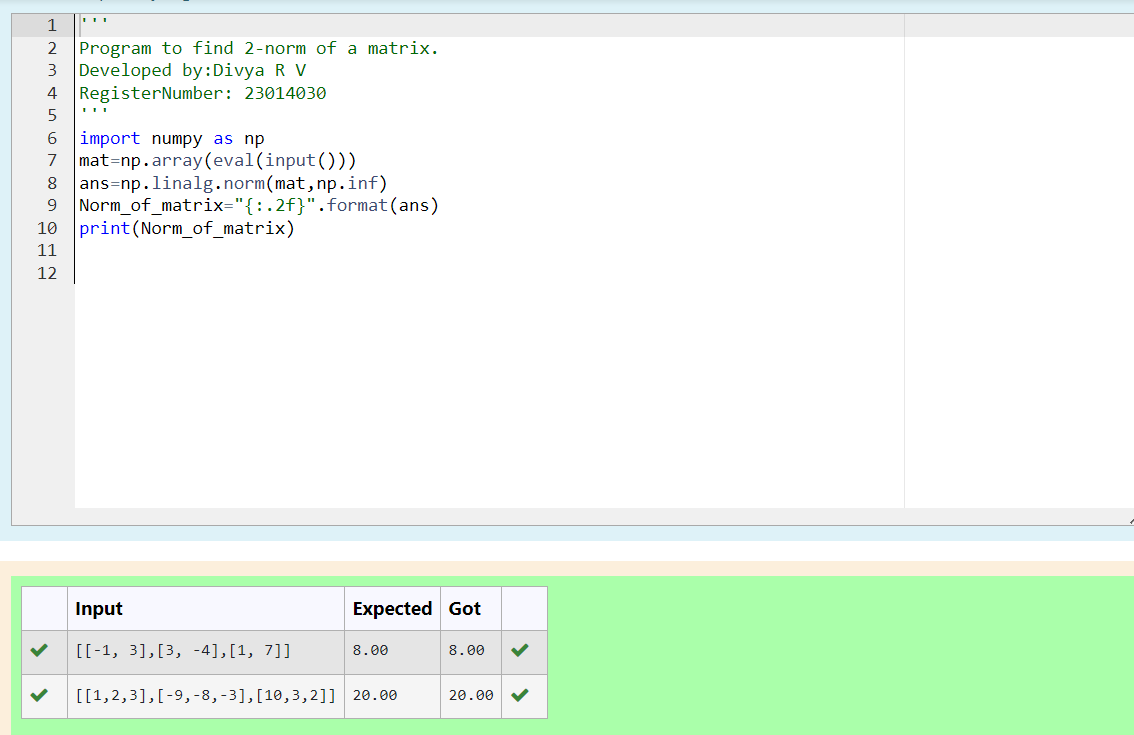 1 '''
2 Program to find 2-norm of a matrix.
3 Developed by:Divya R V
4 RegisterNumber: 23014030
5 '''
6 import numpy as np
7 mat=np.array(eval(input()))
8 ans=np.linalg.norm(mat,np.inf)
9 Norm_of_matrix="{:.2f}".format(ans)
10 print(Norm_of_matrix)
11
12
Input Expected Got
[[-1, 3],[3, -4],[1, 7]] 8.00 8.00
[[1,2,3],[-9,-8,-3],[10,3,2]] 20.00 20.00